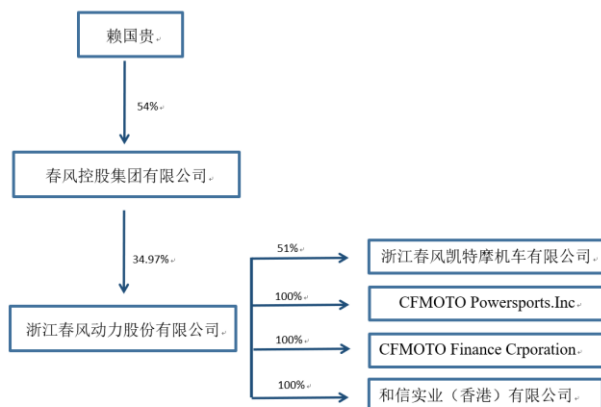 赖国贵
54%
春风控股集团有限公司
34.97%
51%
浙江春风凯特摩机车有限公司
100%
CFMOTO Powersports.Inc
浙江春风动力股份有限公司
100%
CFMOTO Finance Crporation
100%
和信实业（香港）有限公司